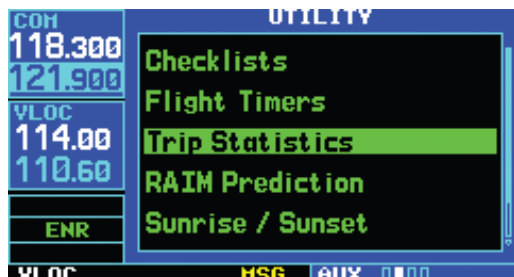 COM
118.300
121.900
VLOC
114.00
110.60
ENR
UTILITY
Checklists
Flight Timers
Trip Statistics
RAIM Prediction
Sunrise / Sunset
VLOC
MSG
AUX